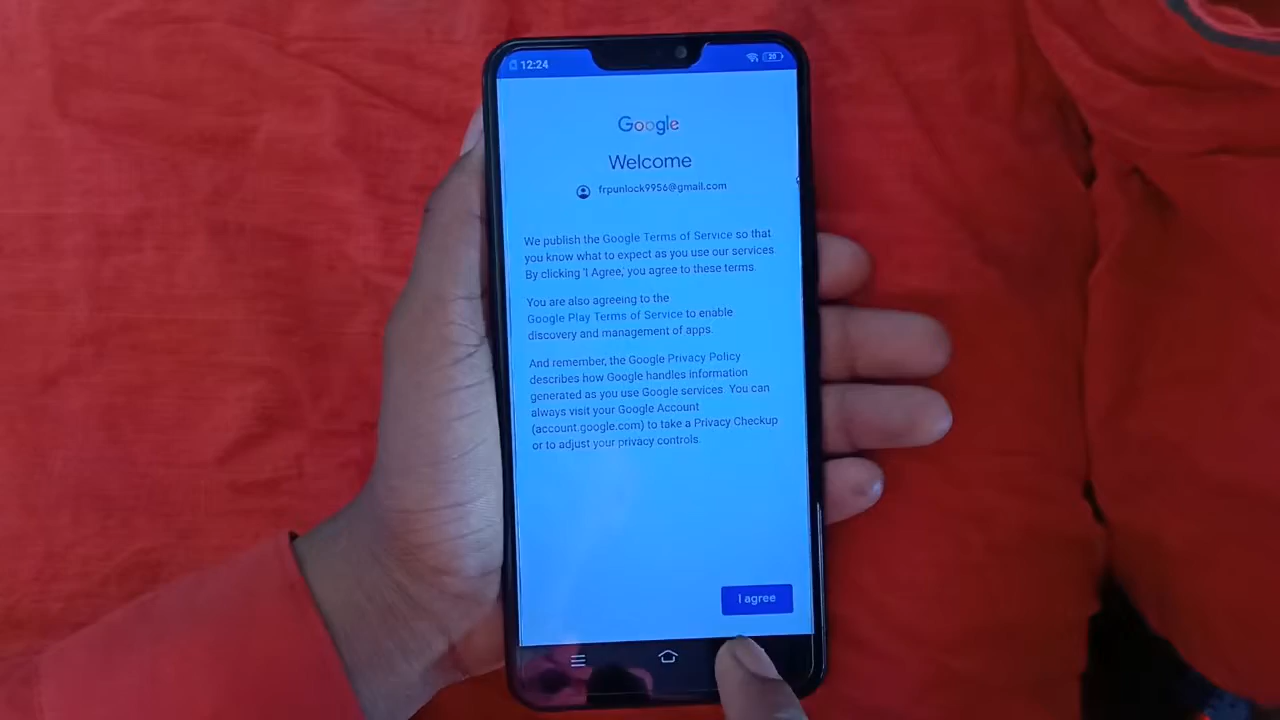 12:24
20
Google
Welcome
frpunlock9956@gmail.com
We publish the Google Terms of Service so that
you know what to expect as you use our services.
By clicking 'I Agree,' you agree to these terms.
You are also agreeing to the
Google Play Terms of Service to enable
discovery and management of apps.
And remember, the Google Privacy Policy
describes how Google handles information
generated as you use Google services. You can
always visit your Google Account
(account.google.com) to take a Privacy Checkup
or to adjust your privacy controls.
I agree